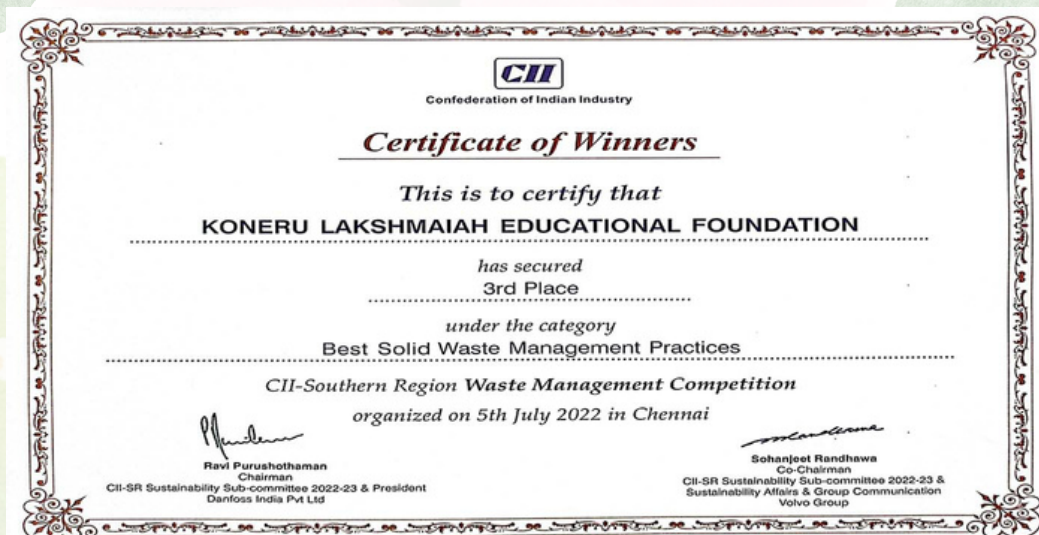 CII
Confederation of Indian Industry
Certificate of Winners
This is to certify that
KONERU LAKSHMAIAH EDUCATIONAL FOUNDATION
has secured
3rd Place
under the category
Best Solid Waste Management Practices
CII-Southern Region Waste Management Competition
organized on 5th July 2022 in Chennai
Ravi Purushothaman
Chairman
CII-SR Sustainability Sub-committee 2022-23 & President
Danfoss India Pvt Ltd
Sohanjeet Randhawa
Co-Chairman
CII-SR Sustainability Sub-committee 2022-23 &
Sustainability Affairs & Group Communication
Volvo Group